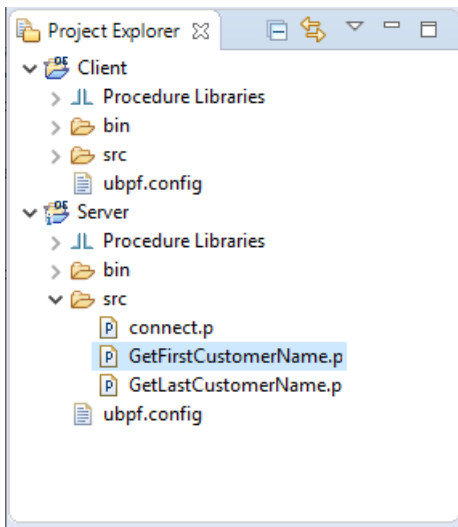 Project Explorer
Client
Procedure Libraries
bin
src
ubpf.config
Server
Procedure Libraries
bin
src
connect.p
GetFirstCustomerName.p
GetLastCustomerName.p
ubpf.config